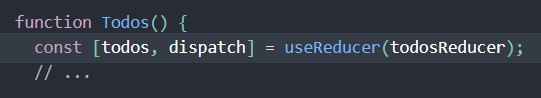 function Todos() {
const [todos, dispatch] = useReducer(todosReducer);
// ...